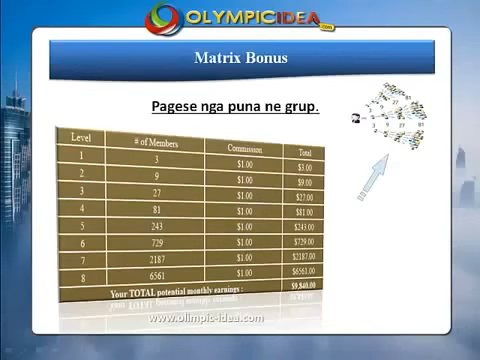 OLYMPICIDEA.com
Matrix Bonus
Pagese nga puna ne grup.
Level # of Members Commission Total
1 3 $1.00 $3.00
2 9 $1.00 $9.00
3 27 $1.00 $27.00
4 81 $1.00 $81.00
5 243 $1.00 $243.00
6 729 $1.00 $729.00
7 2187 $1.00 $2187.00
8 6561 $1.00 $6561.00
Your TOTAL potential monthly earnings : $9,840.00
www.olimpic-idea.com